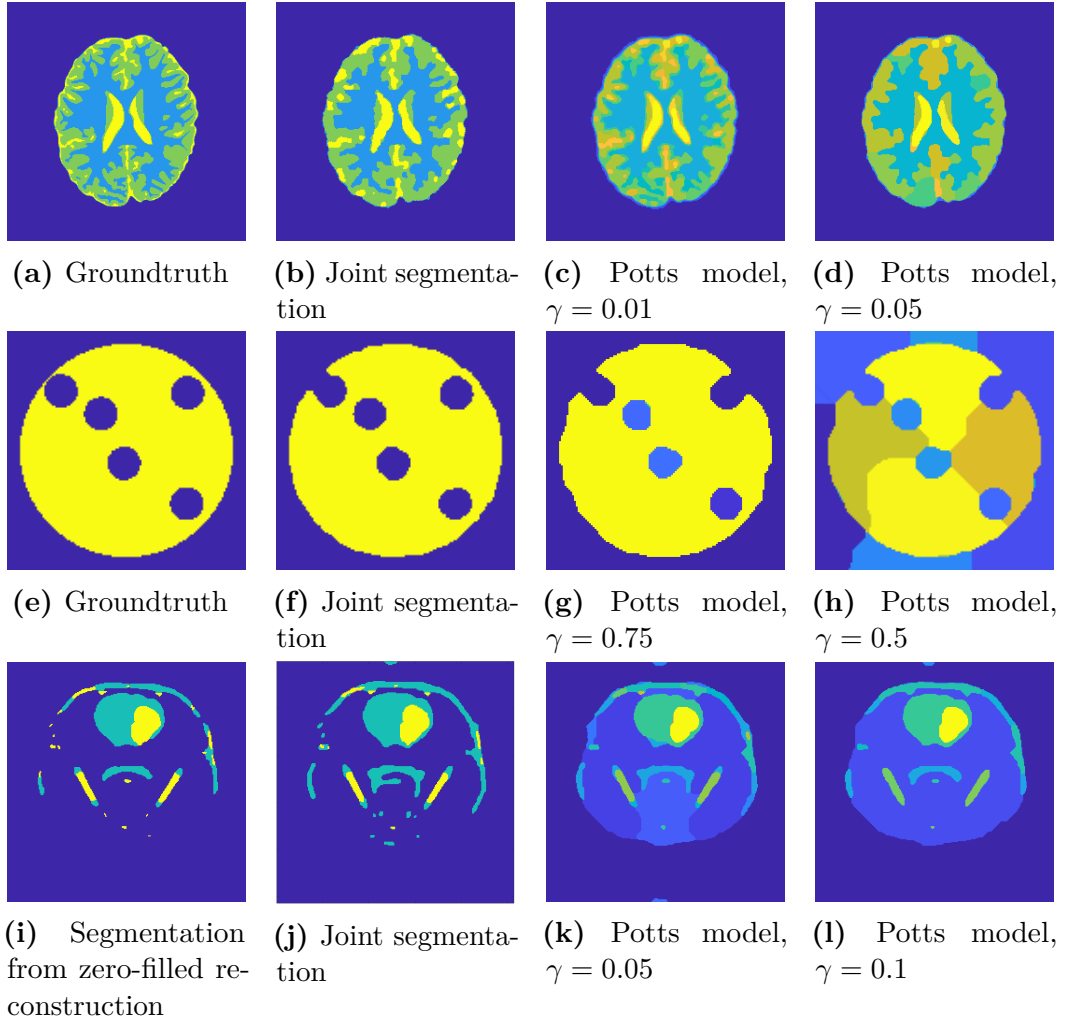 (a) Groundtruth
(b) Joint segmenta-
tion
(c) Potts model,
γ = 0.01
(d) Potts model,
γ = 0.05
(e) Groundtruth
(f) Joint segmenta-
tion
(g) Potts model,
γ = 0.75
(h) Potts model,
γ = 0.5
(i) Segmentation
from zero-filled re-
construction
(j) Joint segmenta-
tion
(k) Potts model,
γ = 0.05
(l) Potts model,
γ = 0.1